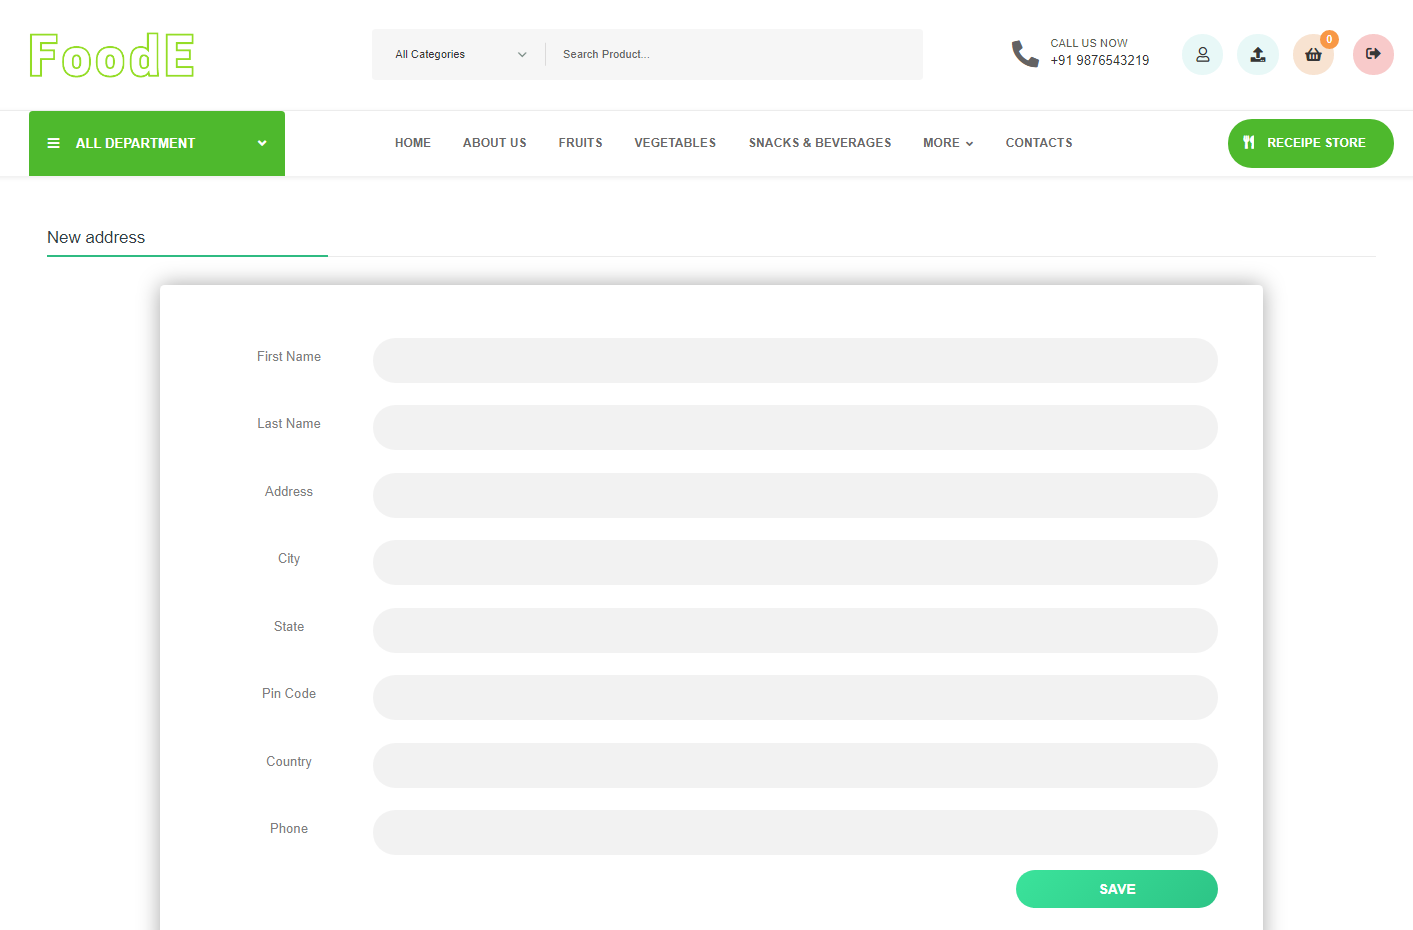 FoodE
All Categories
Search Product...
CALL US NOW
+91 9876543219
0
ALL DEPARTMENT
HOME
ABOUT US
FRUITS
VEGETABLES
SNACKS & BEVERAGES
MORE
CONTACTS
RECEIPE STORE
New address
First Name
Last Name
Address
City
State
Pin Code
Country
Phone
SAVE